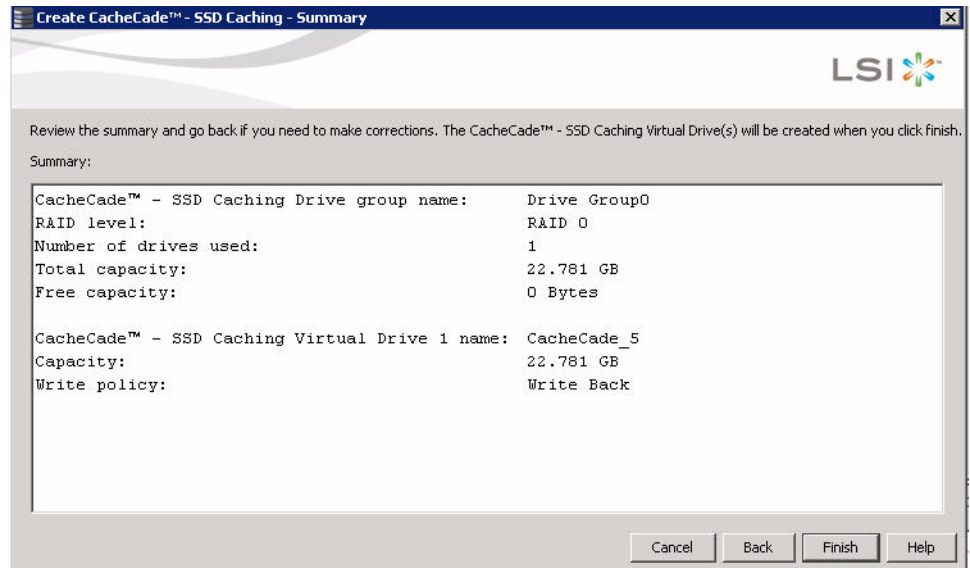 Create CacheCade™ - SSD Caching - Summary
LSI
Review the summary and go back if you need to make corrections. The CacheCade™ - SSD Caching Virtual Drive(s) will be created when you click finish.
Summary:
CacheCade™ - SSD Caching Drive group name: Drive Group0
RAID level: RAID 0
Number of drives used: 1
Total capacity: 22.781 GB
Free capacity: 0 Bytes
CacheCade™ - SSD Caching Virtual Drive 1 name: CacheCade_5
Capacity: 22.781 GB
Write policy: Write Back
Cancel Back Finish Help